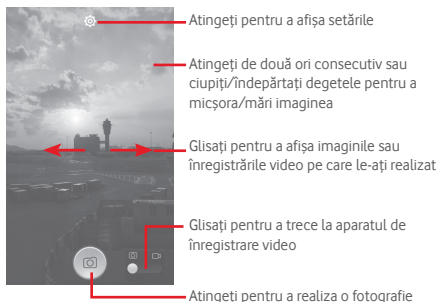 Atingeți pentru a afișa setările
Atingeți de două ori consecutiv sau
ciupiți/îndepărtați degetele pentru a
micșora/mări imaginea
Glisați pentru a afișa imaginile sau
înregistrările video pe care le-ați realizat
Glisați pentru a trece la aparatul de
înregistrare video
Atingeți pentru a realiza o fotografie